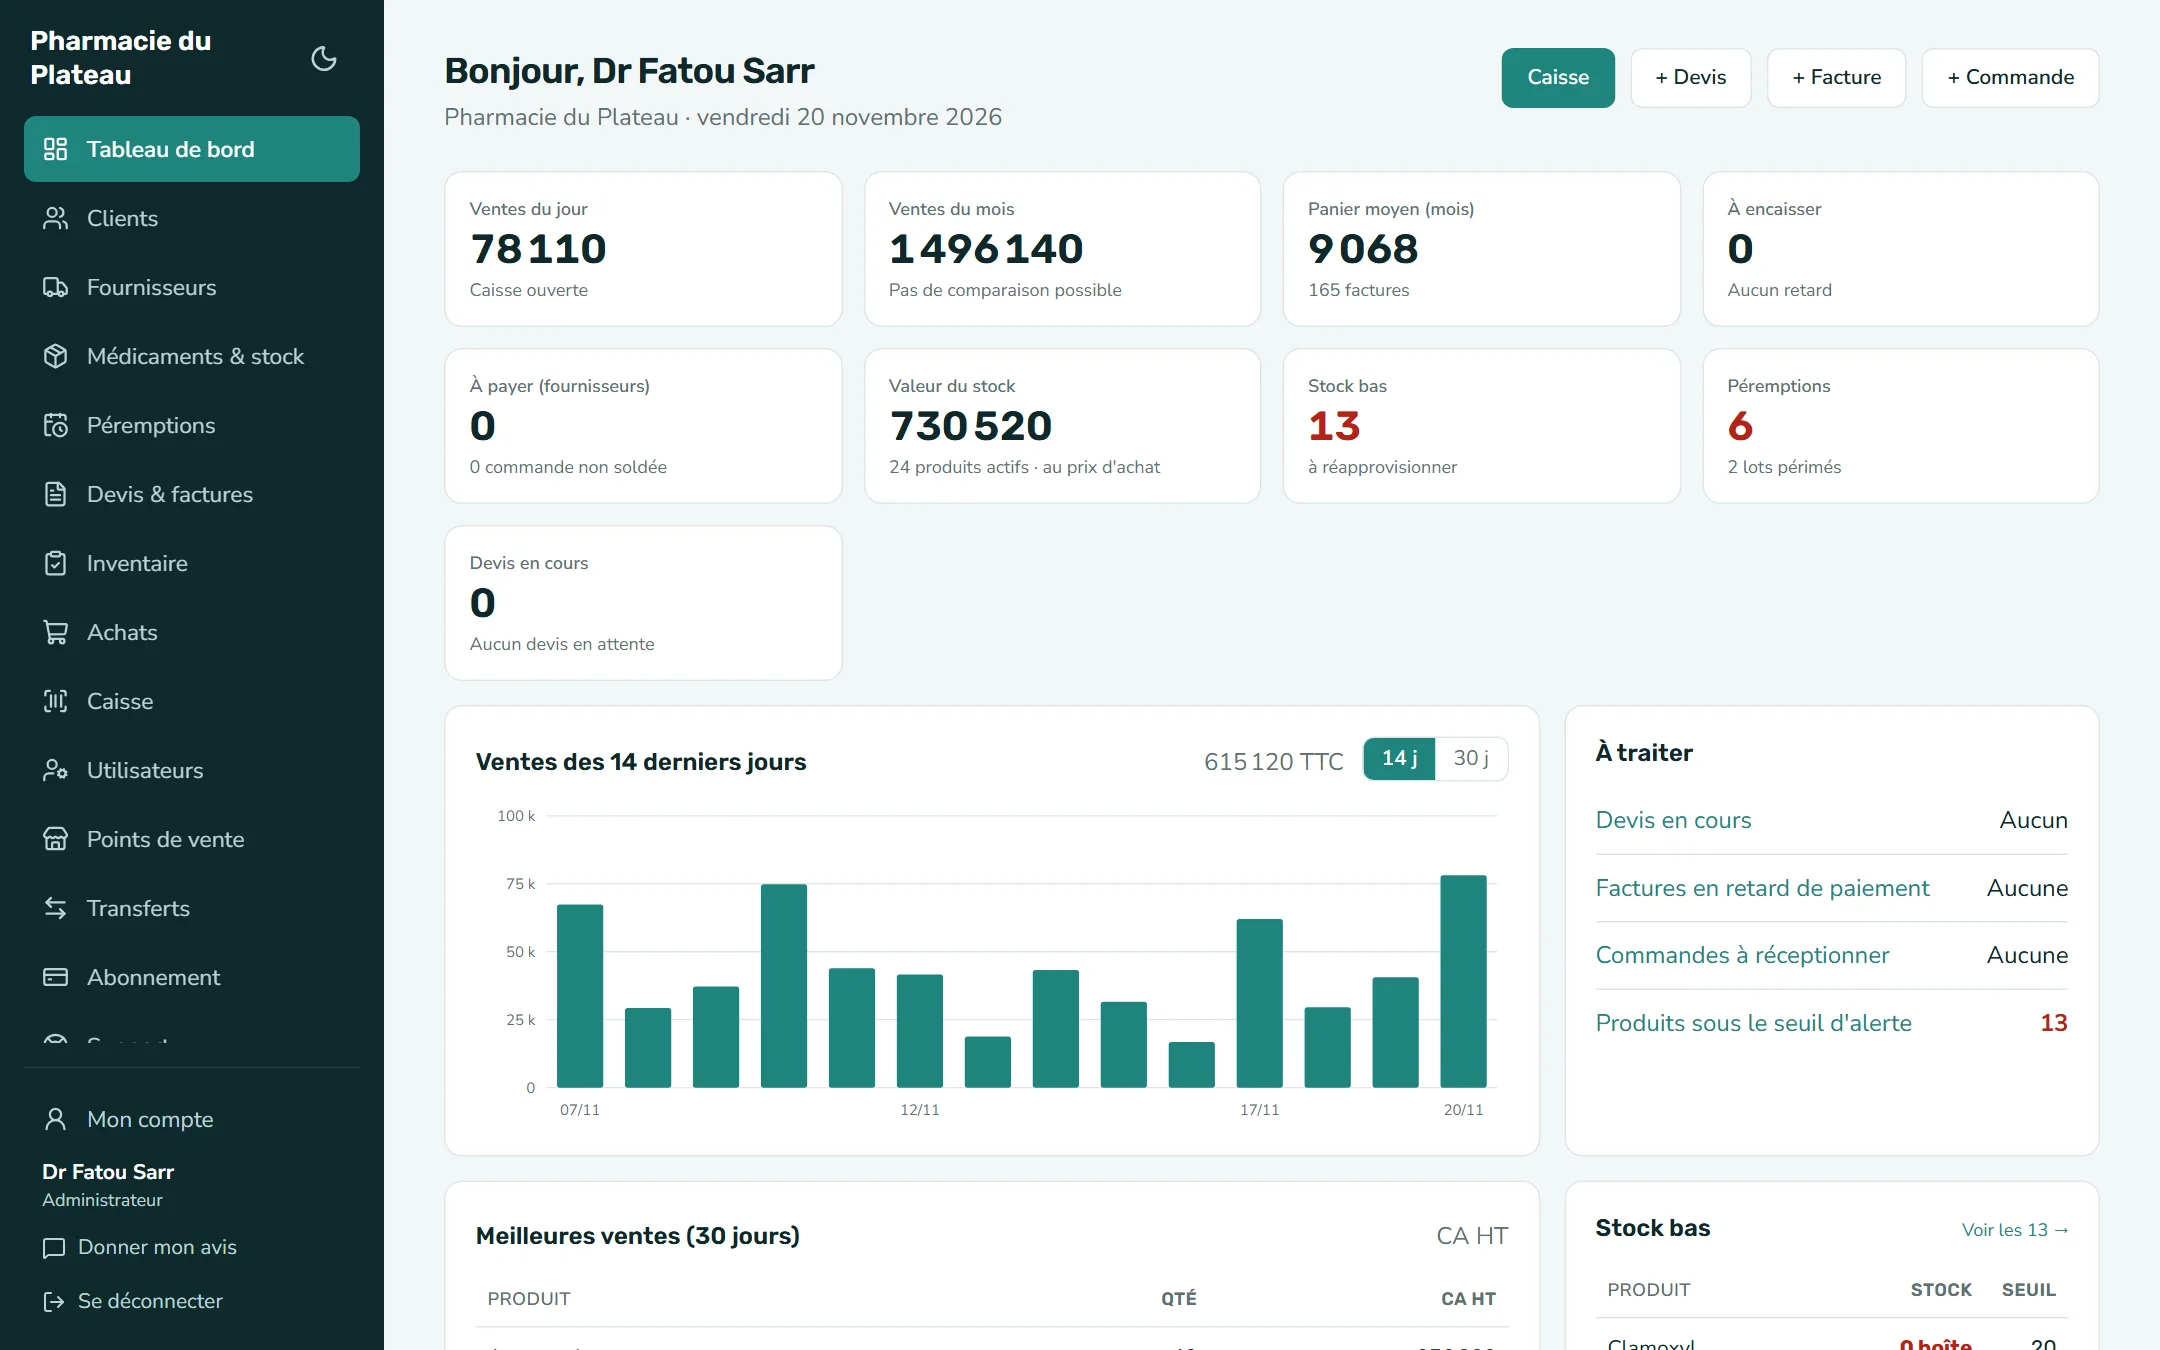 Pharmacie du
Plateau
Tableau de bord
Clients
Fournisseurs
Médicaments & stock
Péremptions
Devis & factures
Inventaire
Achats
Caisse
Utilisateurs
Points de vente
Transferts
Abonnement
Mon compte
Dr Fatou Sarr
Administrateur
Donner mon avis
Se déconnecter
Bonjour, Dr Fatou Sarr
Pharmacie du Plateau · vendredi 20 novembre 2026
Caisse
+ Devis
+ Facture
+ Commande
Ventes du jour
78 110
Caisse ouverte
Ventes du mois
1 496 140
Pas de comparaison possible
Panier moyen (mois)
9 068
165 factures
À encaisser
0
Aucun retard
À payer (fournisseurs)
0
0 commande non soldée
Valeur du stock
730 520
24 produits actifs · au prix d'achat
Stock bas
13
à réapprovisionner
Péremptions
6
2 lots périmés
Devis en cours
0
Aucun devis en attente
Ventes des 14 derniers jours
615 120 TTC
14 j
30 j
100 k
75 k
50 k
25 k
0
07/11
12/11
17/11
20/11
À traiter
Devis en cours Aucun
Factures en retard de paiement Aucune
Commandes à réceptionner Aucune
Produits sous le seuil d'alerte 13
Meilleures ventes (30 jours)
CA HT
PRODUIT QTÉ CA HT
Stock bas
Voir les 13 →
PRODUIT STOCK SEUIL
Clamoxyl 0 boîte 20